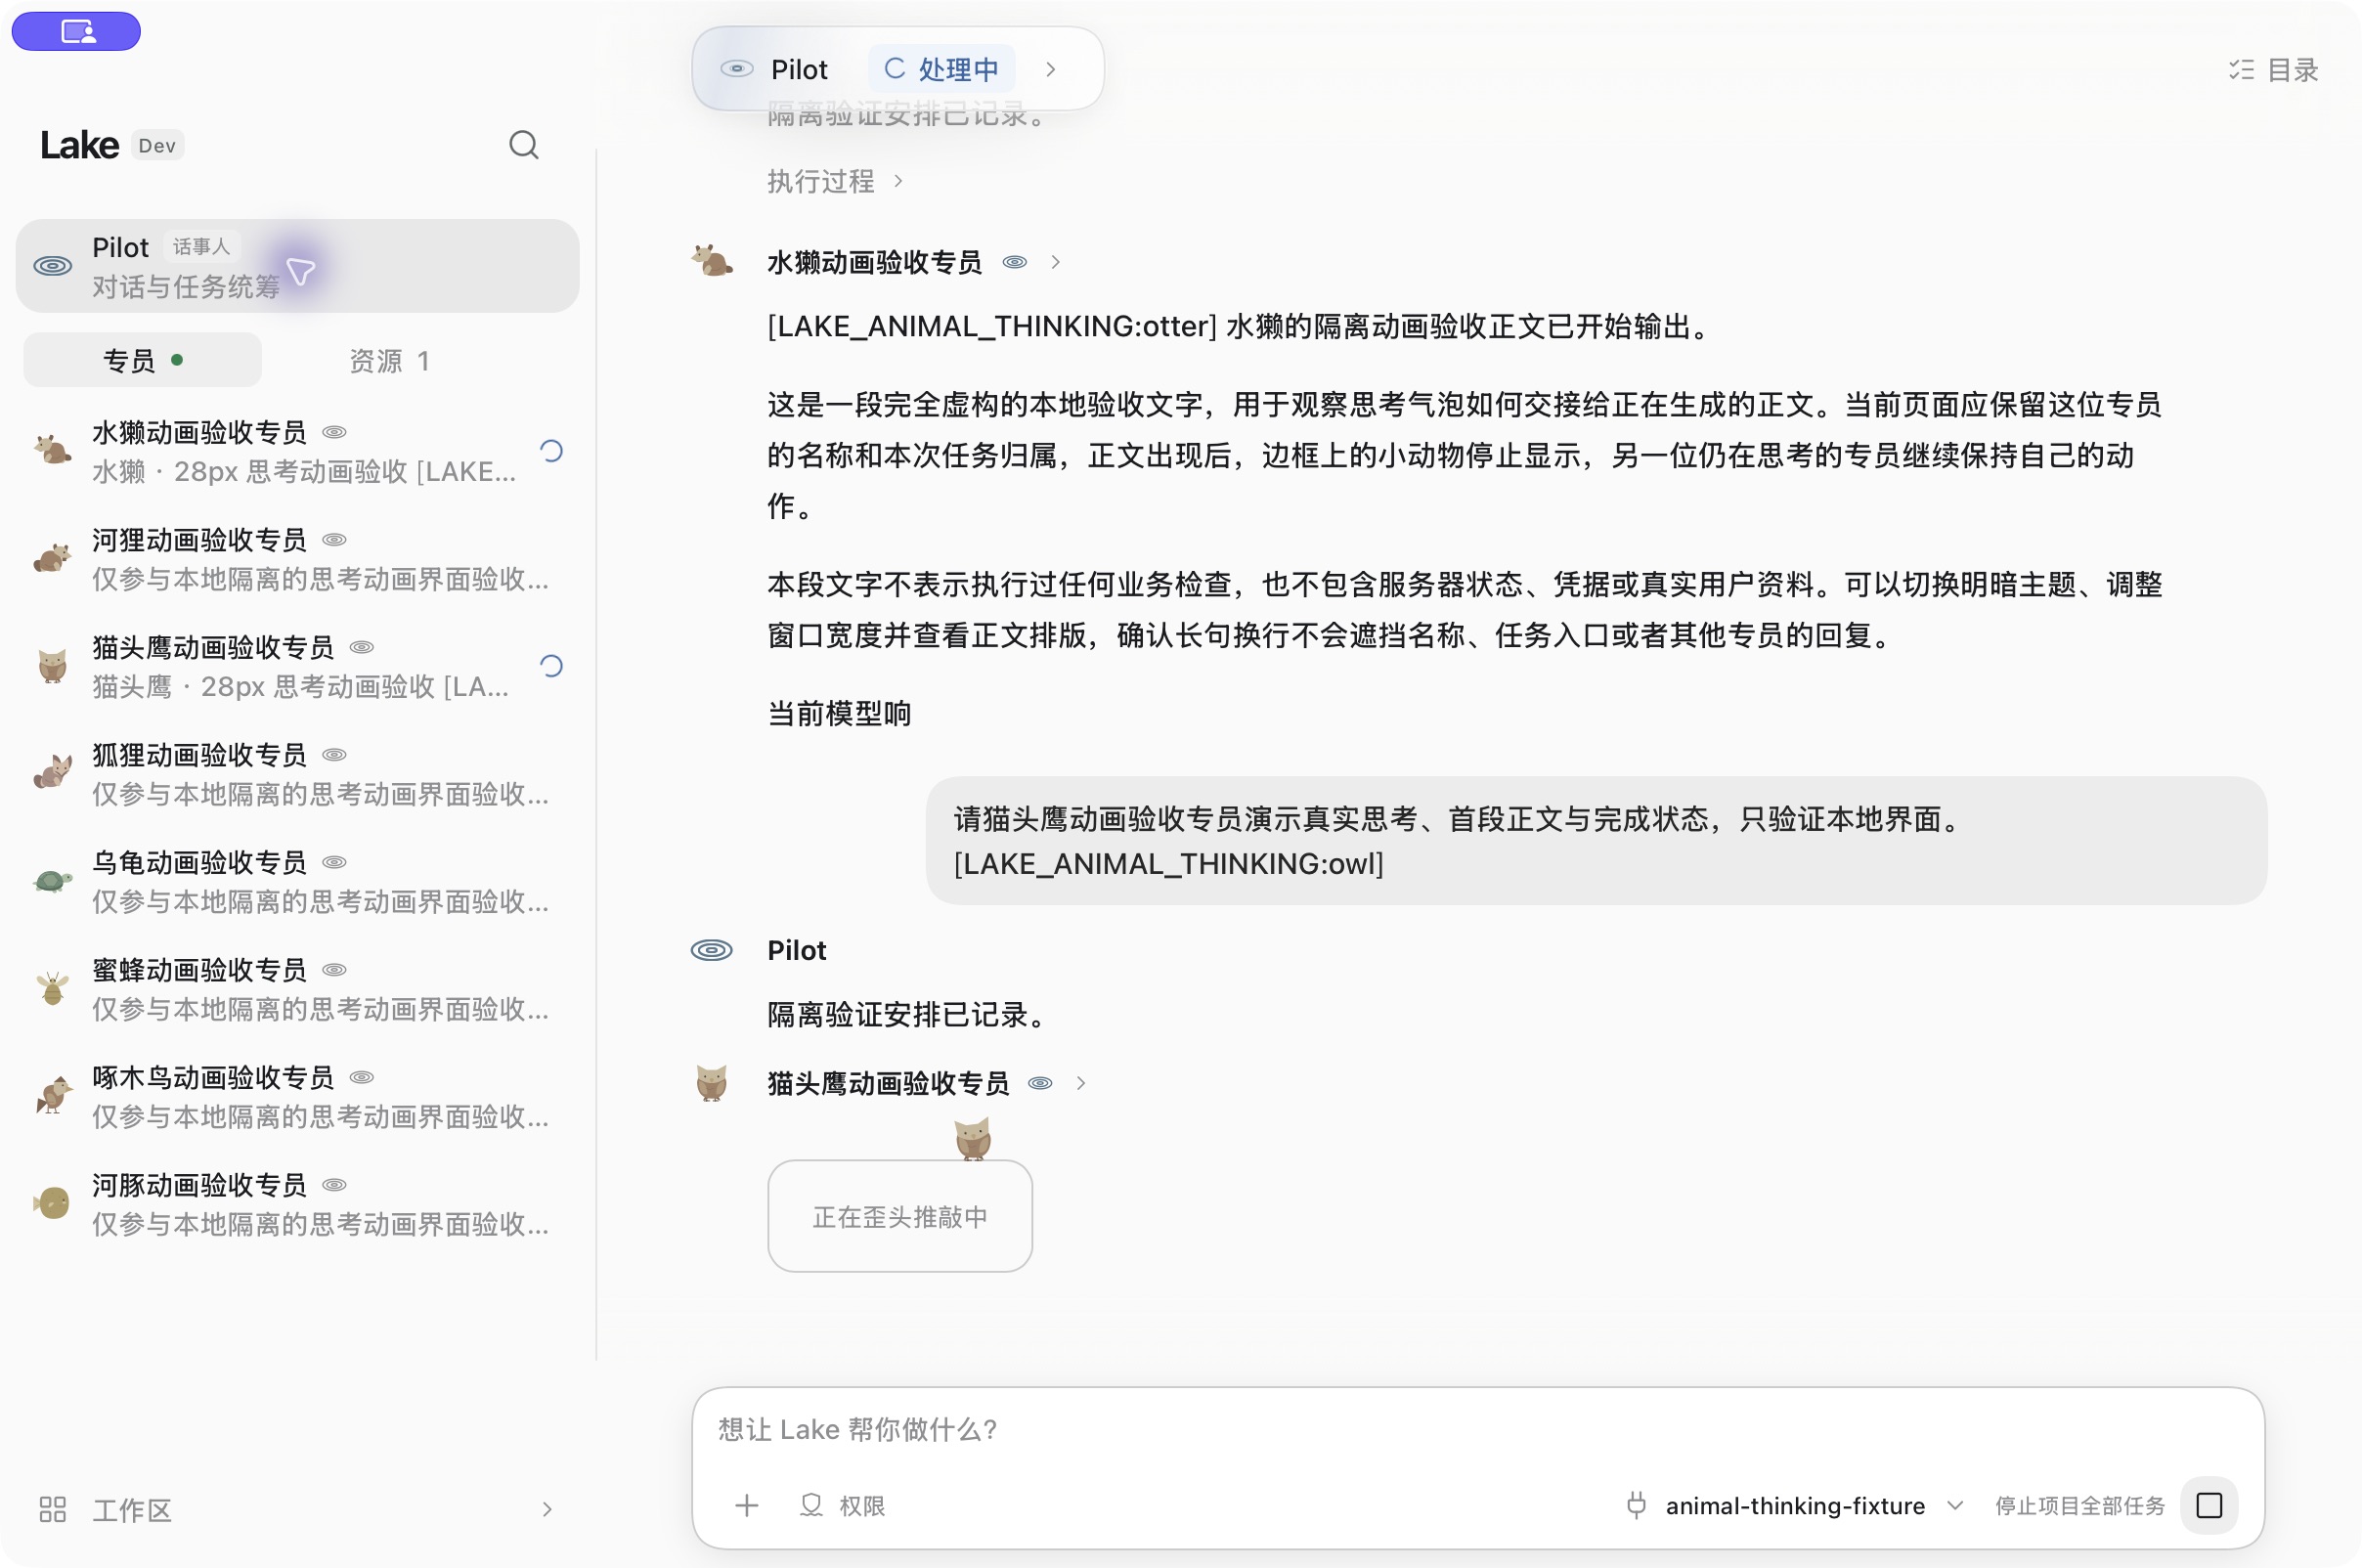 Pilot 处理中
目录
隔离验证安排已记录。
Lake Dev
执行过程
Pilot 话事人
对话与任务统筹
专员
资源 1
水獭动画验收专员
水獭 · 28px 思考动画验收 [LAKE...
河狸动画验收专员
仅参与本地隔离的思考动画界面验收...
猫头鹰动画验收专员
猫头鹰 · 28px 思考动画验收 [LA...
狐狸动画验收专员
仅参与本地隔离的思考动画界面验收...
乌龟动画验收专员
仅参与本地隔离的思考动画界面验收...
蜜蜂动画验收专员
仅参与本地隔离的思考动画界面验收...
啄木鸟动画验收专员
仅参与本地隔离的思考动画界面验收...
河豚动画验收专员
仅参与本地隔离的思考动画界面验收...
工作区
水獭动画验收专员
[LAKE_ANIMAL_THINKING:otter] 水獭的隔离动画验收正文已开始输出。
这是一段完全虚构的本地验收文字，用于观察思考气泡如何交接给正在生成的正文。当前页面应保留这位专员
的名称和本次任务归属，正文出现后，边框上的小动物停止显示，另一位仍在思考的专员继续保持自己的动
作。
本段文字不表示执行过任何业务检查，也不包含服务器状态、凭据或真实用户资料。可以切换明暗主题、调整
窗口宽度并查看正文排版，确认长句换行不会遮挡名称、任务入口或者其他专员的回复。
当前模型响
请猫头鹰动画验收专员演示真实思考、首段正文与完成状态，只验证本地界面。
[LAKE_ANIMAL_THINKING:owl]
Pilot
隔离验证安排已记录。
猫头鹰动画验收专员
正在歪头推敲中
想让 Lake 帮你做什么?
权限
animal-thinking-fixture
停止项目全部任务